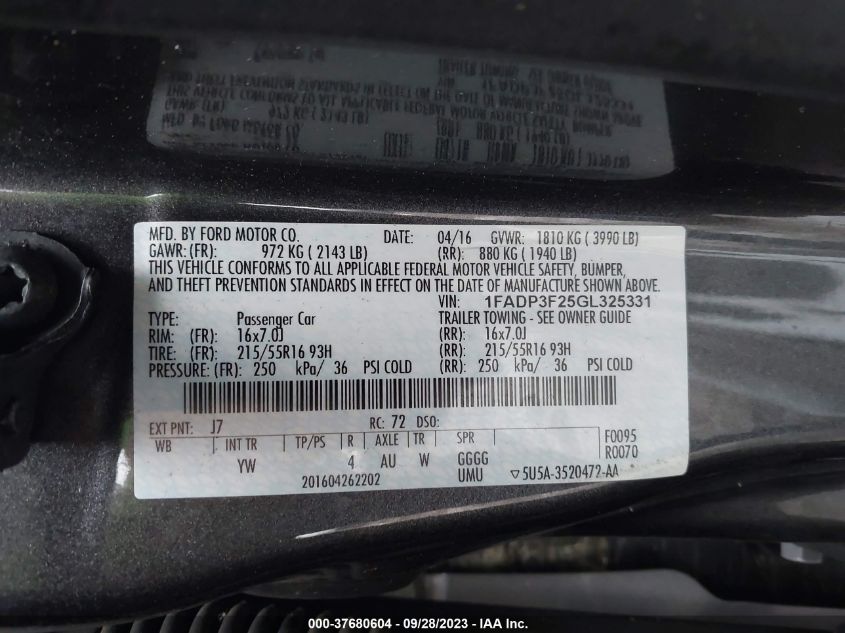 MFD. BY FORD MOTOR CO. DATE: 04/16 GVWR: 1810 KG ( 3990 LB)
GAWR: (FR): 972 KG ( 2143 LB) (RR): 880 KG ( 1940 LB)
THIS VEHICLE CONFORMS TO ALL APPLICABLE FEDERAL MOTOR VEHICLE SAFETY, BUMPER,
AND THEFT PREVENTION STANDARDS IN EFFECT ON THE DATE OF MANUFACTURE SHOWN ABOVE.
VIN: 1FADP3F25GL325331
TYPE: Passenger Car TRAILER TOWING - SEE OWNER GUIDE
RIM: (FR): 16x7.0J (RR): 16x7.0J
TIRE: (FR): 215/55R16 93H (RR): 215/55R16 93H
PRESSURE: (FR): 250 kPa/ 36 PSI COLD (RR): 250 kPa/ 36 PSI COLD
EXT PNT: J7 RC: 72 DSO:
WB INT TR TP/PS R AXLE TR SPR F0095
YW 4 AU W GGGG R0070
201604262202 UMU ▽5U5A-3520472-AA
000-37680604 / 09/28/2023 - IAA Inc.